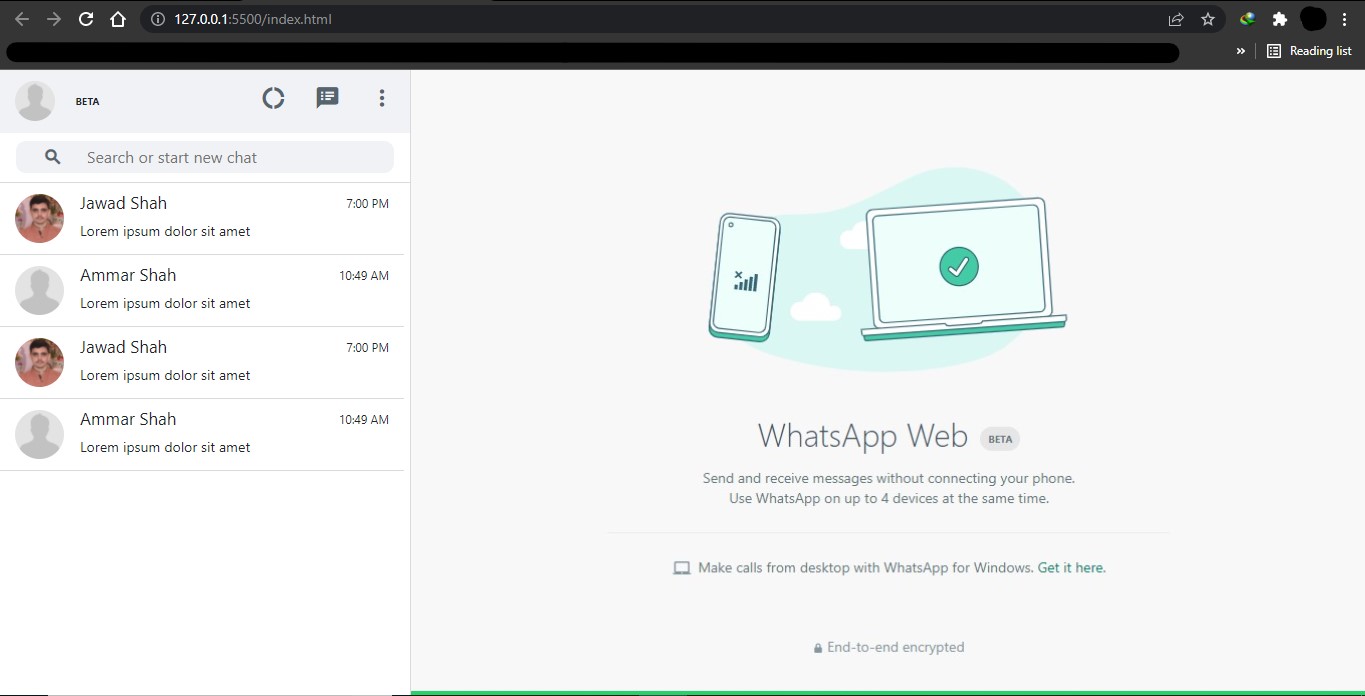 127.0.0.1:5500/index.html
»
Reading list
BETA
Search or start new chat
Jawad Shah
7:00 PM
Lorem ipsum dolor sit amet
Ammar Shah
10:49 AM
Lorem ipsum dolor sit amet
Jawad Shah
7:00 PM
Lorem ipsum dolor sit amet
Ammar Shah
10:49 AM
Lorem ipsum dolor sit amet
WhatsApp Web BETA
Send and receive messages without connecting your phone.
Use WhatsApp on up to 4 devices at the same time.
Make calls from desktop with WhatsApp for Windows. Get it here.
End-to-end encrypted